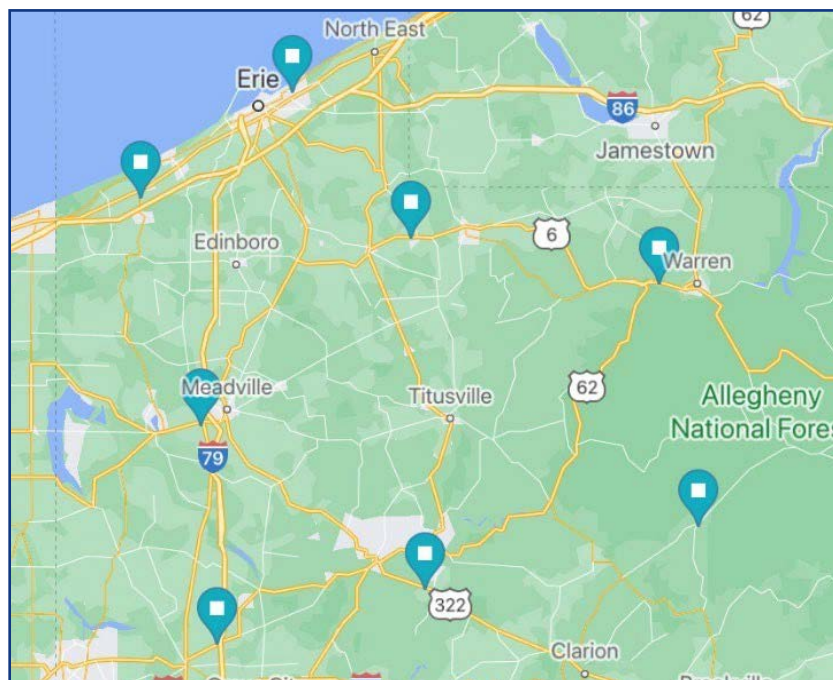 62
North East
Erie
86
Jamestown
6
Edinboro
Warren
62
Meadville
Titusville
Allegheny
National Fores
79
322
Clarion